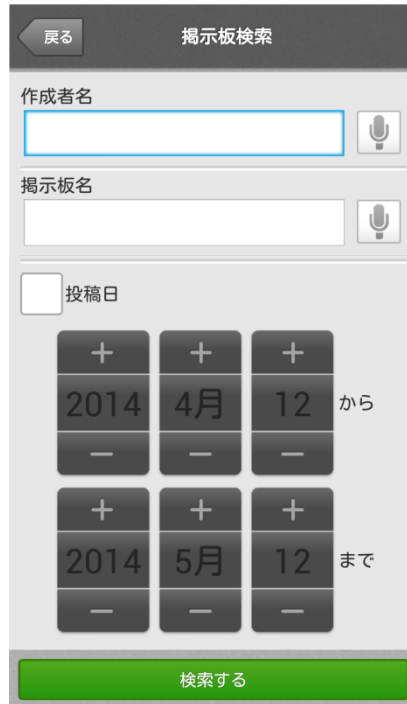 戻る 掲示板検索
作成者名
掲示板名
投稿日
+ + +
2014 4月 12 から
− − −
+ + +
2014 5月 12 まで
− − −
検索する